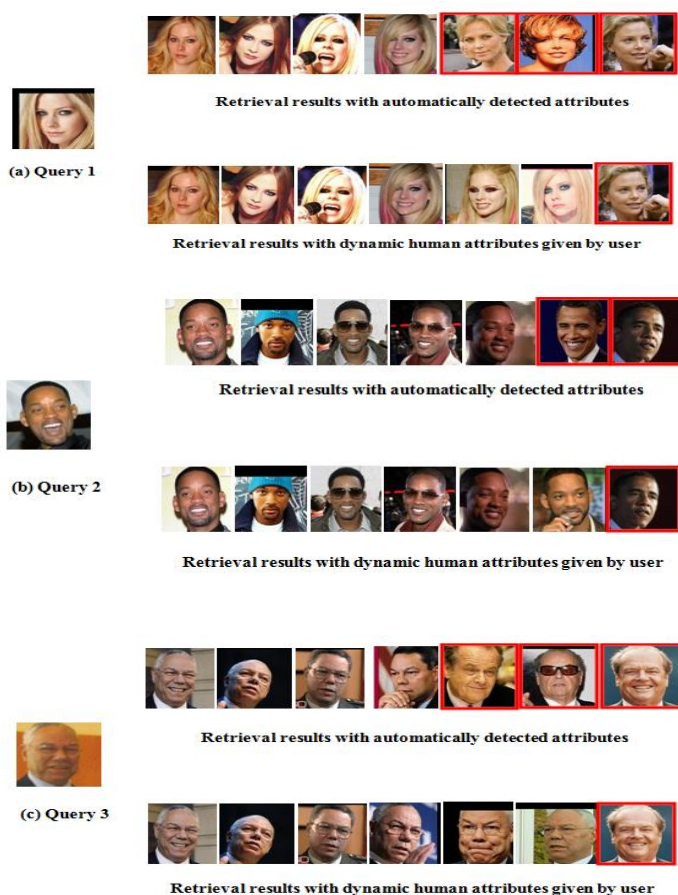 Retrieval results with automatically detected attributes
(a) Query 1
Retrieval results with dynamic human attributes given by user
Retrieval results with automatically detected attributes
(b) Query 2
Retrieval results with dynamic human attributes given by user
Retrieval results with automatically detected attributes
(c) Query 3
Retrieval results with dynamic human attributes given by user